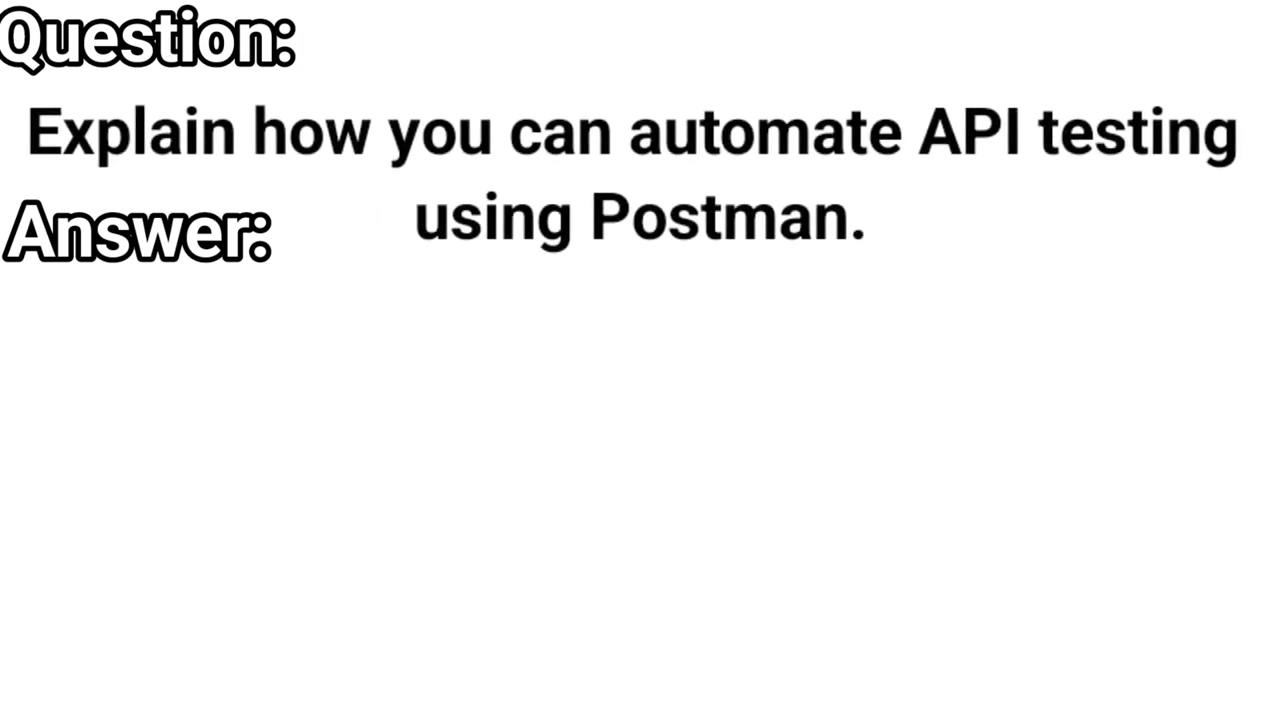 Question:
Explain how you can automate API testing
using Postman.
Answer: